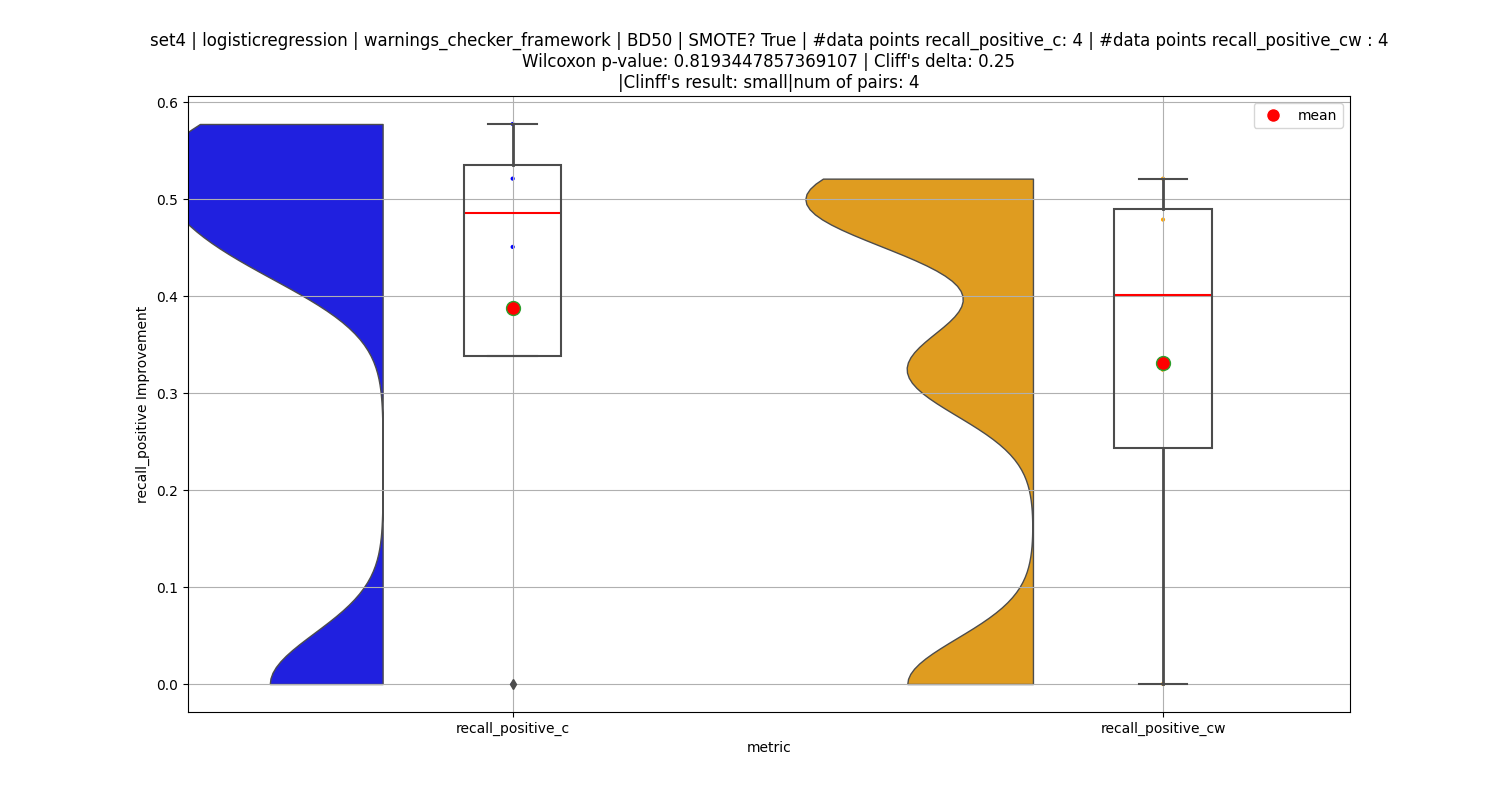 set4 | logisticregression | warnings_checker_framework | BD50 | SMOTE? True | #data points recall_positive_c: 4 | #data points recall_positive_cw : 4
Wilcoxon p-value: 0.8193447857369107 | Cliff's delta: 0.25
|Clinff's result: small|num of pairs: 4
mean
0.6
0.5
0.4
0.3
0.2
0.1
0.0
recall_positive Improvement
recall_positive_c
recall_positive_cw
metric